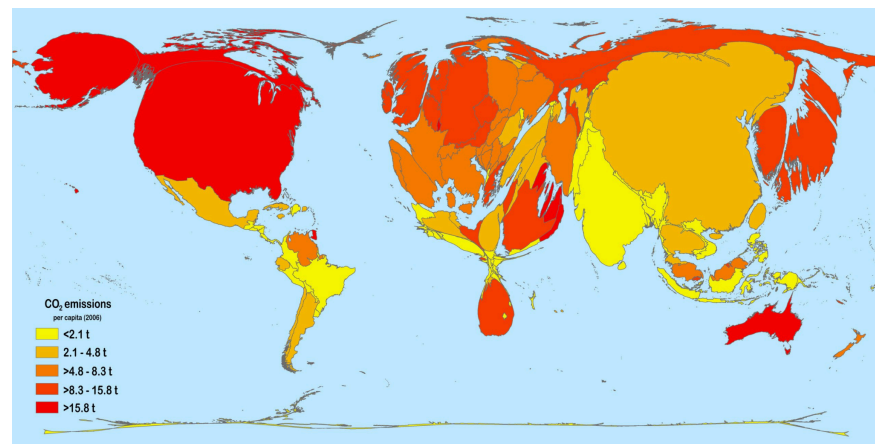 CO₂ emissions
per capita (2006)
<2.1 t
2.1 - 4.8 t
>4.8 - 8.3 t
>8.3 - 15.8 t
>15.8 t